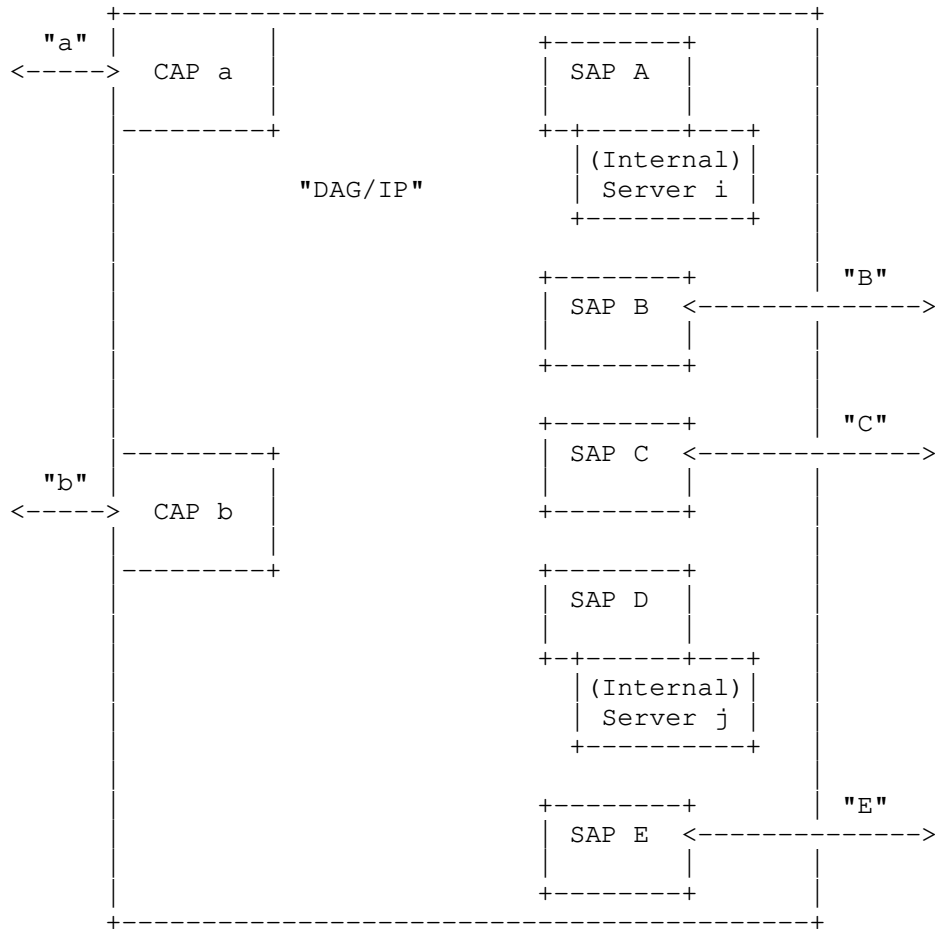 "a"
CAP a
SAP A
(Internal)
Server i
"DAG/IP"
"B"
SAP B
"C"
SAP C
"b"
CAP b
SAP D
(Internal)
Server j
"E"
SAP E